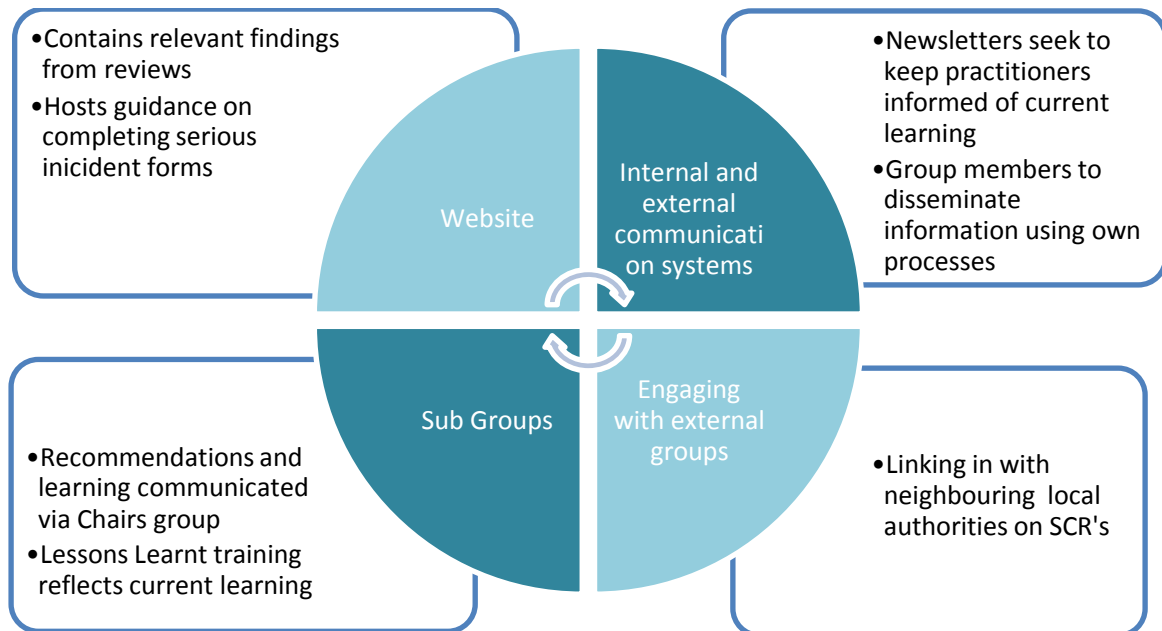 •Contains relevant findings
from reviews
•Hosts guidance on
completing serious
inicident forms
Website
Internal and
external
communicati
on systems
•Newsletters seek to
keep practitioners
informed of current
learning
•Group members to
disseminate
information using own
processes
•Recommendations and
learning communicated
via Chairs group
•Lessons Learnt training
reflects current learning
Sub Groups
Engaging
with external
groups
•Linking in with
neighbouring  local
authorities on SCR's